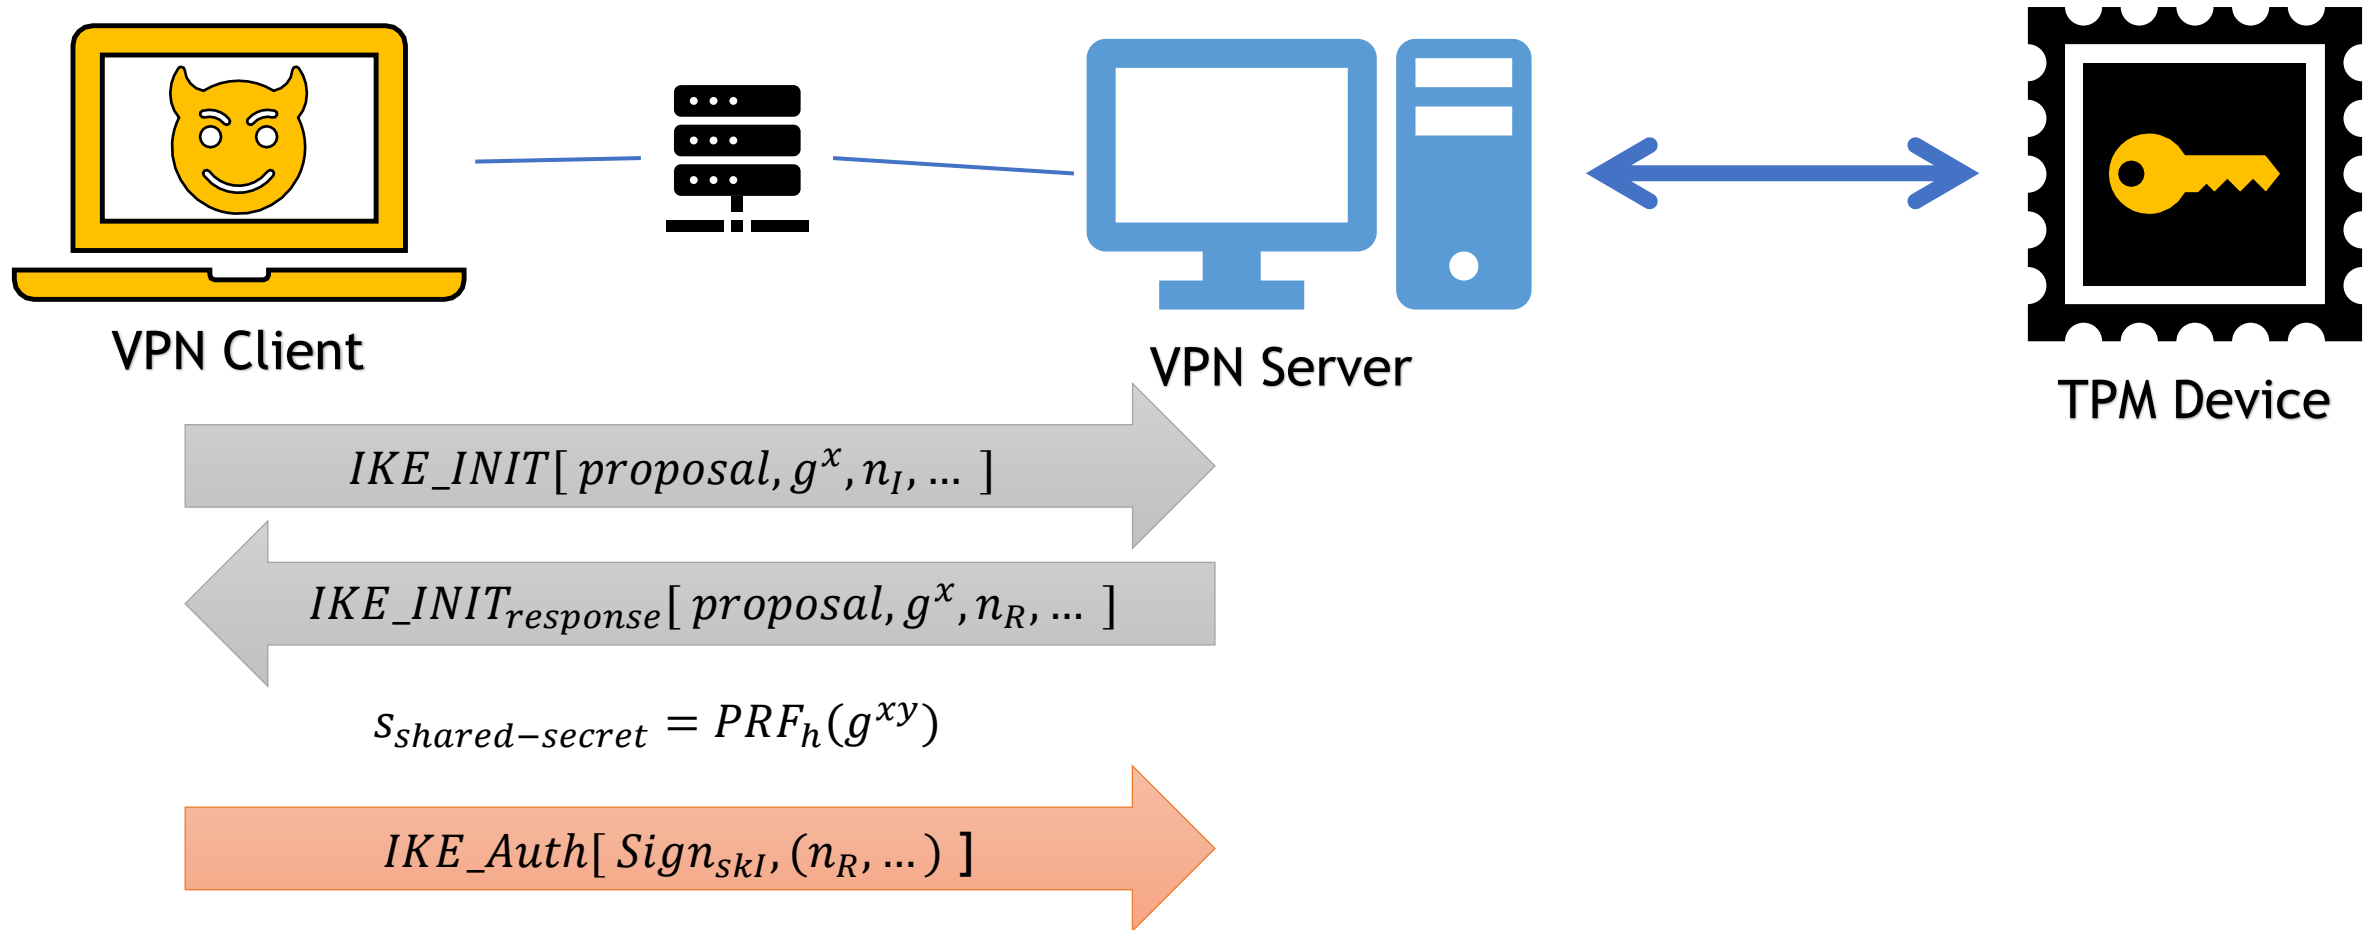 VPN Client
VPN Server
TPM Device
IKE_INIT[ proposal, g^x, n_I, … ]
IKE_INIT_response[ proposal, g^x, n_R, … ]
s_shared−secret = PRF_h(g^xy)
IKE_Auth[ Sign_skI, (n_R, … ) ]